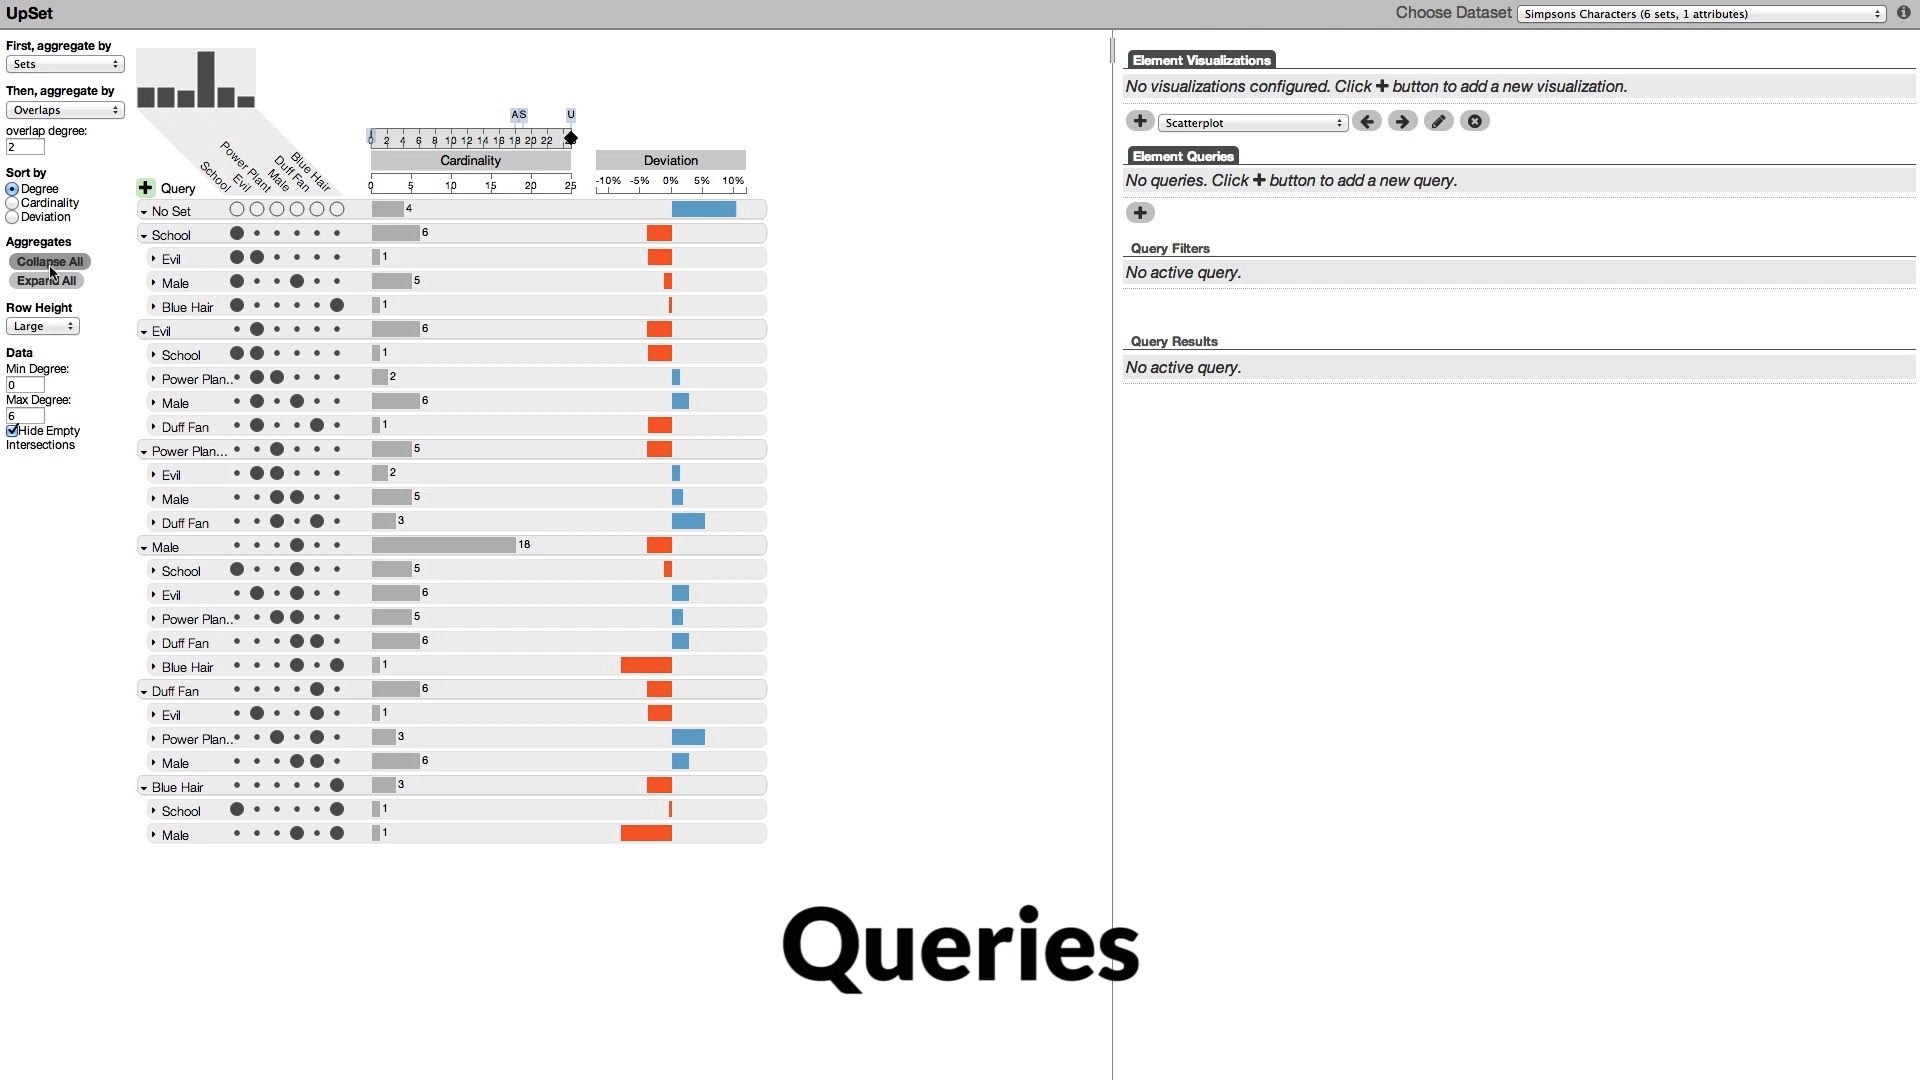 UpSet
Choose Dataset Simpsons Characters (6 sets, 1 attributes)
First, aggregate by
Sets
Then, aggregate by
Overlaps
overlap degree:
2
Sort by
Degree
Cardinality
Deviation
Aggregates
Collapse All
Expand All
Row Height
Large
Data
Min Degree:
0
Max Degree:
6
Hide Empty
Intersections
School
Evil
Power Plant
Male
Duff Fan
Blue Hair
A S U
0 2 4 6 8 10 12 14 16 18 20 22
Cardinality
0 5 10 15 20 25
Deviation
-10% -5% 0% 5% 10%
Query
No Set 4
School 6
Evil 1
Male 5
Blue Hair 1
Evil 6
School 1
Power Plan... 2
Male 6
Duff Fan 1
Power Plan... 5
Evil 2
Male 5
Duff Fan 3
Male 18
School 5
Evil 6
Power Plan... 5
Duff Fan 6
Blue Hair 1
Duff Fan 6
Evil 1
Power Plan... 3
Male 6
Blue Hair 3
School 1
Male 1
Element Visualizations
No visualizations configured. Click + button to add a new visualization.
Scatterplot
Element Queries
No queries. Click + button to add a new query.
Query Filters
No active query.
Query Results
No active query.
Queries